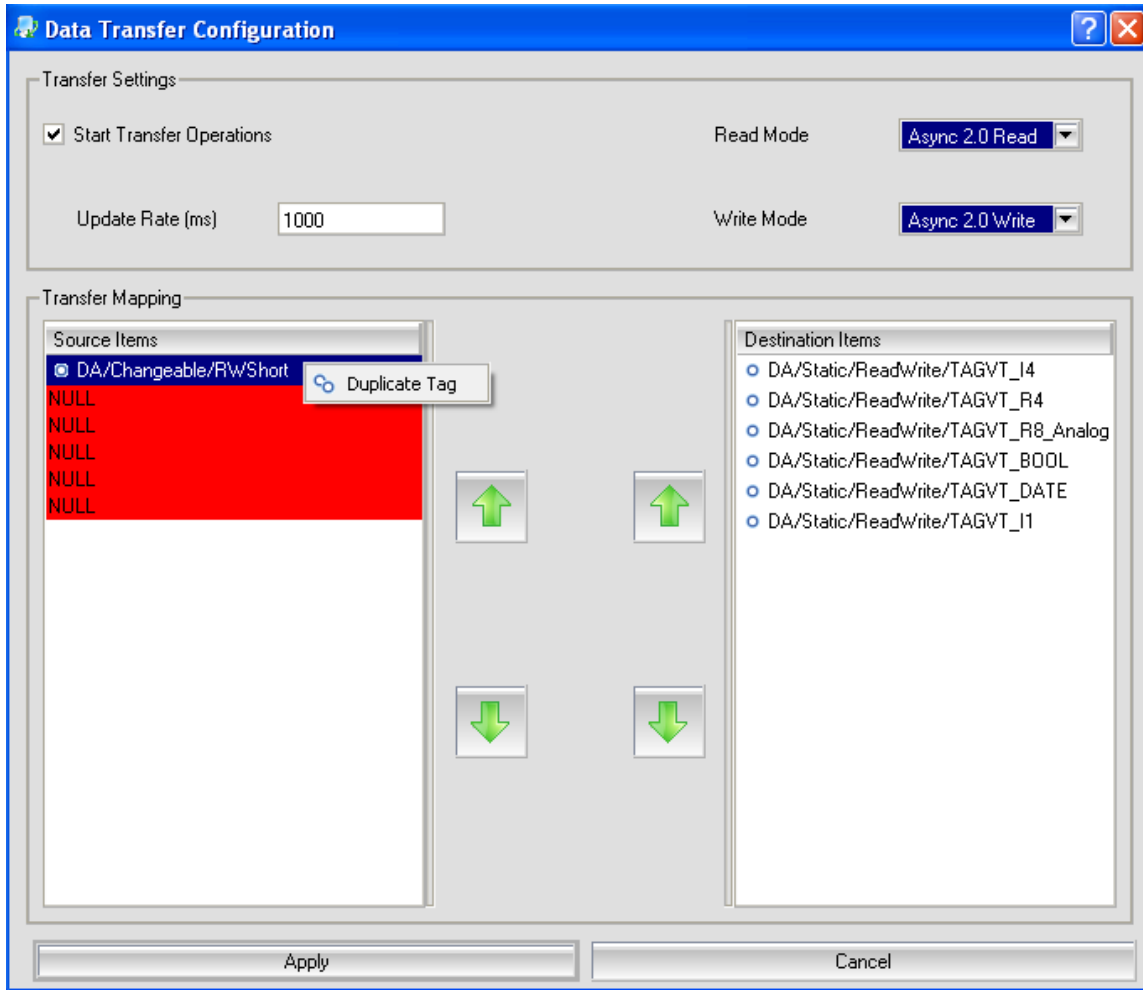 Data Transfer Configuration
Transfer Settings
Start Transfer Operations
Read Mode
Async 2.0 Read
Update Rate (ms)
1000
Write Mode
Async 2.0 Write
Transfer Mapping
Source Items
DA/Changeable/RWShort
Duplicate Tag
NULL
NULL
NULL
NULL
NULL
Destination Items
DA/Static/ReadWrite/TAGVT_I4
DA/Static/ReadWrite/TAGVT_R4
DA/Static/ReadWrite/TAGVT_R8_Analog
DA/Static/ReadWrite/TAGVT_BOOL
DA/Static/ReadWrite/TAGVT_DATE
DA/Static/ReadWrite/TAGVT_I1
Apply
Cancel